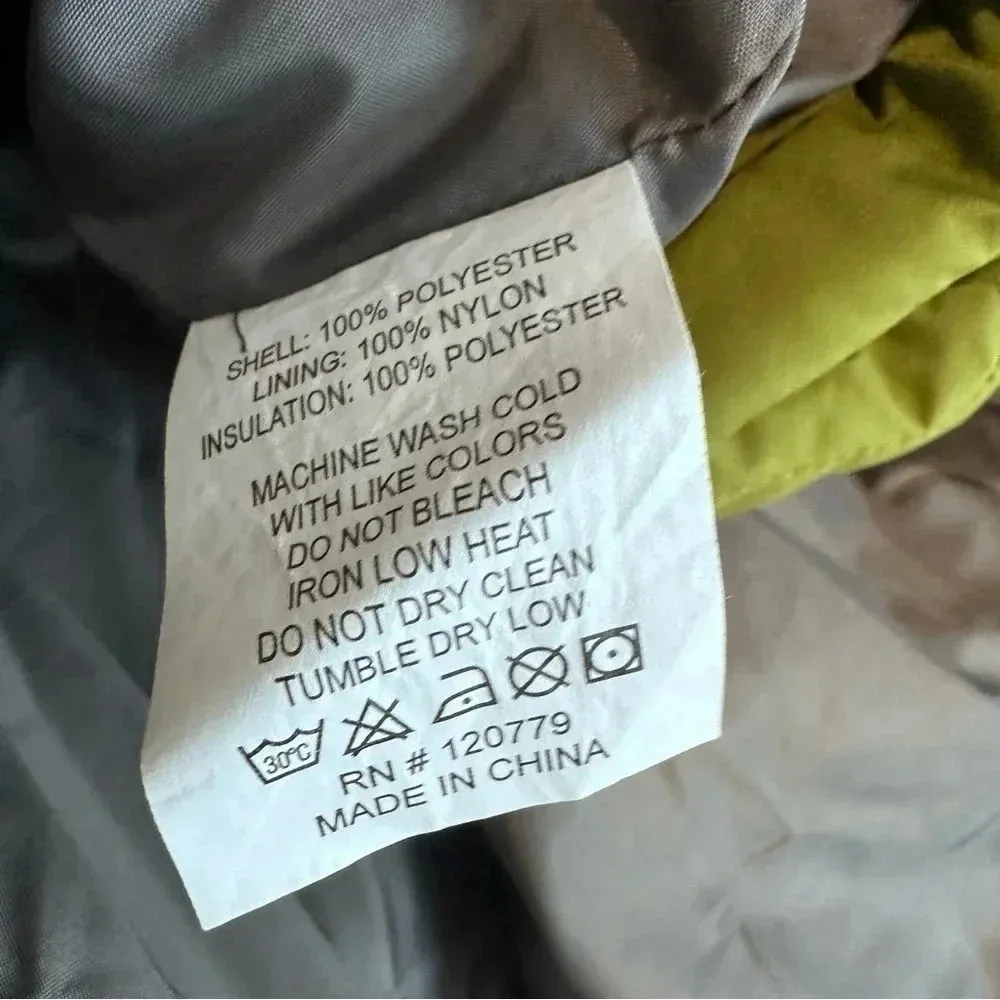 SHELL: 100% POLYESTER
LINING: 100% NYLON
INSULATION: 100% POLYESTER
MACHINE WASH COLD
WITH LIKE COLORS
DO NOT BLEACH
IRON LOW HEAT
DO NOT DRY CLEAN
TUMBLE DRY LOW
30°C
RN # 120779
MADE IN CHINA